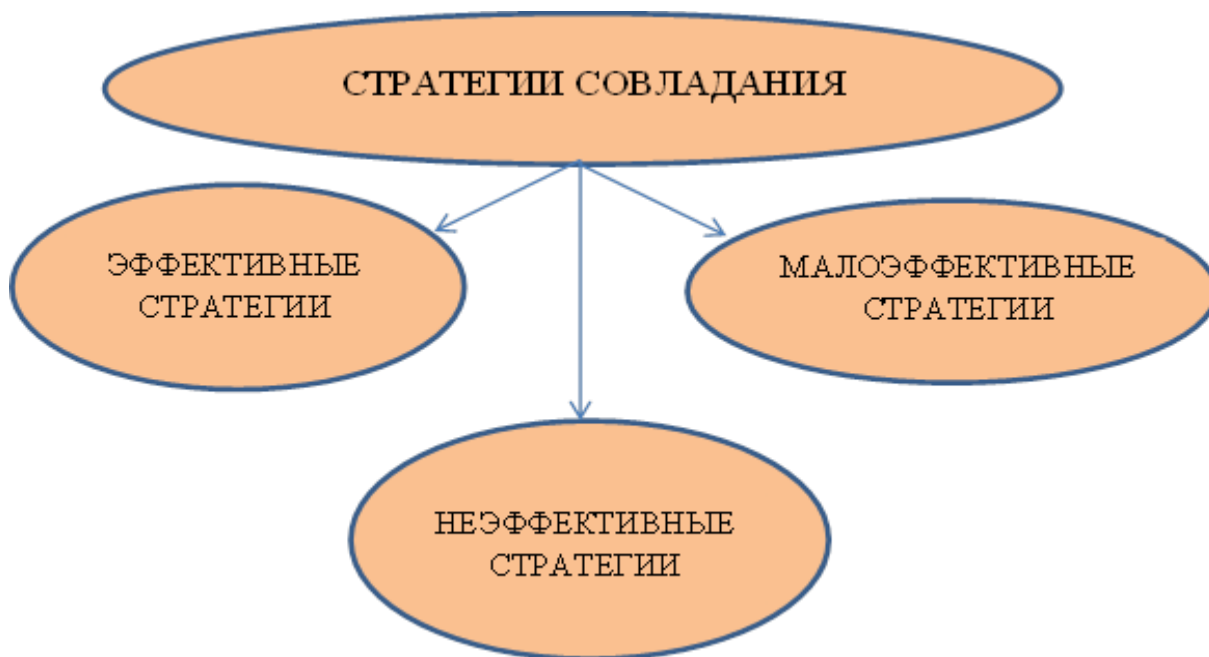 СТРАТЕГИИ СОВЛАДАНИЯ
ЭФФЕКТИВНЫЕ
СТРАТЕГИИ
МАЛОЭФФЕКТИВНЫЕ
СТРАТЕГИИ
НЕЭФФЕКТИВНЫЕ
СТРАТЕГИИ